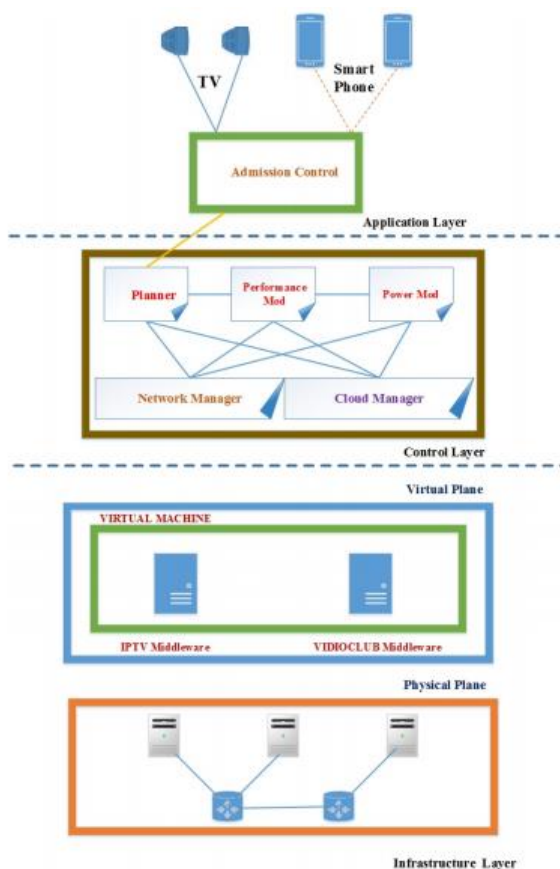 TV
Smart
Phone
Admission Control
Application Layer
Planner
Performance
Mod
Power Mod
Network Manager
Cloud Manager
Control Layer
Virtual Plane
VIRTUAL MACHINE
IPTV Middleware
VIDIOCLUB Middleware
Physical Plane
Infrastructure Layer